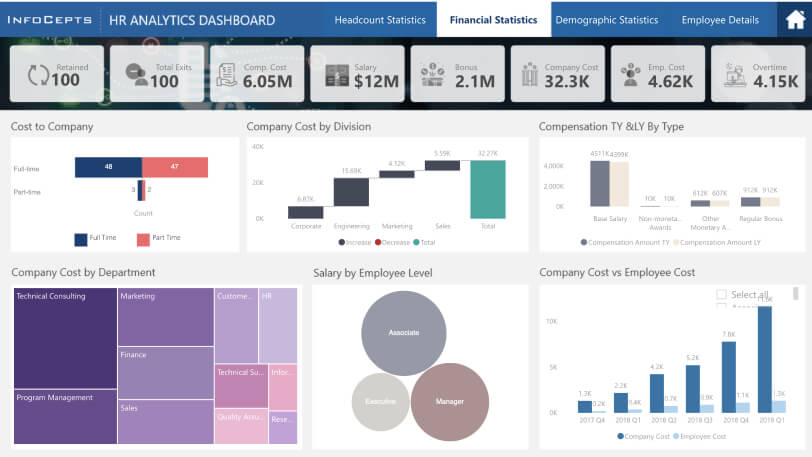 INFOCEPTS
HR ANALYTICS DASHBOARD
Headcount Statistics
Financial Statistics
Demographic Statistics
Employee Details
Retained
100
Total Exits
100
Comp. Cost
6.05M
Salary
$12M
Bonus
2.1M
Company Cost
32.3K
Emp. Cost
4.62K
Overtime
4.15K
Cost to Company
Full-time
48
47
Part-time
3
2
Count
Full Time
Part Time
Company Cost by Division
40K
20K
0K
6.87K
15.69K
4.12K
5.59K
32.27K
Corporate
Engineering
Marketing
Sales
Total
Increase
Decrease
Total
Compensation TY &LY By Type
4,000K
2,000K
0K
4511K
4399K
10K
10K
612K
607K
912K
912K
Base Salary
Non-moneta...
Awards
Other
Monetary A...
Regular Bonus
Compensation Amount TY
Compensation Amount LY
Company Cost by Department
Technical Consulting
Program Management
Marketing
Finance
Sales
Custome...
HR
Technical Su...
Infor...
Quality Assu...
Rese...
Salary by Employee Level
Associate
Executive
Manager
Company Cost vs Employee Cost
Select all
10K
5K
0K
1.3K
0.2K
2.2K
0.4K
4.2K
0.7K
5.2K
0.9K
7.8K
1.1K
1.3K
2017 Q4
2018 Q1
2018 Q2
2018 Q3
2018 Q4
2019 Q1
Company Cost
Employee Cost